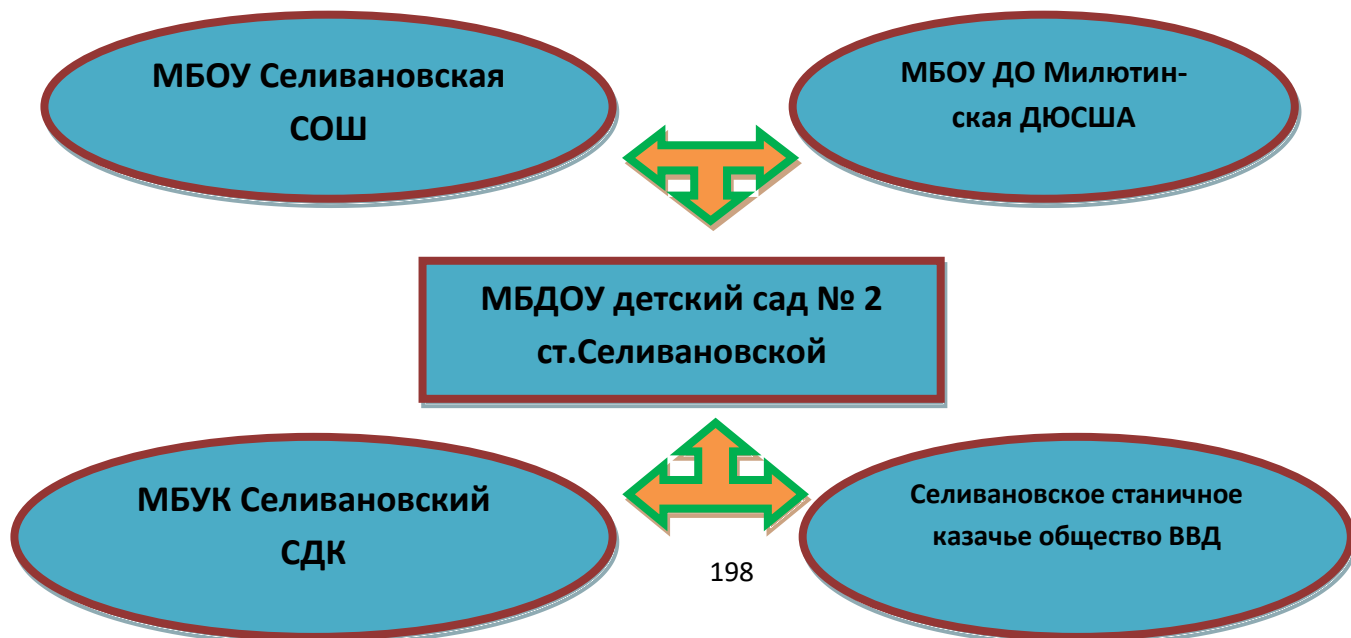 МБОУ Селивановская
СОШ
МБОУ ДО Милютин-
ская ДЮСША
МБДОУ детский сад № 2
ст.Селивановской
МБУК Селивановский
СДК
Селивановское станичное
казачье общество ВВД
198